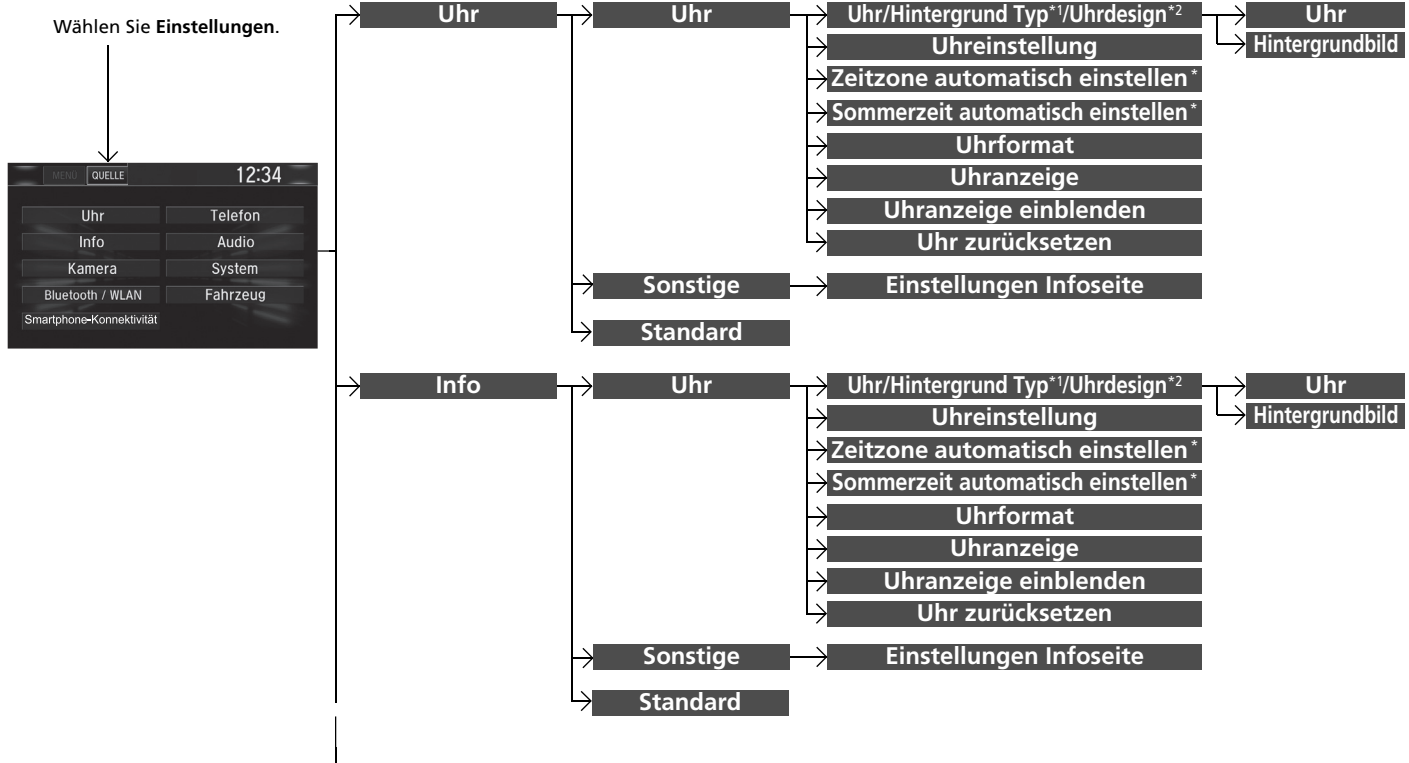 Wählen Sie Einstellungen.
MENÜ QUELLE 12:34
Uhr Telefon
Info Audio
Kamera System
Bluetooth / WLAN Fahrzeug
Smartphone-Konnektivität
Uhr
Uhr
Uhr/Hintergrund Typ*1/Uhrdesign*2
Uhr
Hintergrundbild
Uhreinstellung
Zeitzone automatisch einstellen*
Sommerzeit automatisch einstellen*
Uhrformat
Uhranzeige
Uhranzeige einblenden
Uhr zurücksetzen
Sonstige
Einstellungen Infoseite
Standard
Info
Uhr
Uhr/Hintergrund Typ*1/Uhrdesign*2
Uhr
Hintergrundbild
Uhreinstellung
Zeitzone automatisch einstellen*
Sommerzeit automatisch einstellen*
Uhrformat
Uhranzeige
Uhranzeige einblenden
Uhr zurücksetzen
Sonstige
Einstellungen Infoseite
Standard